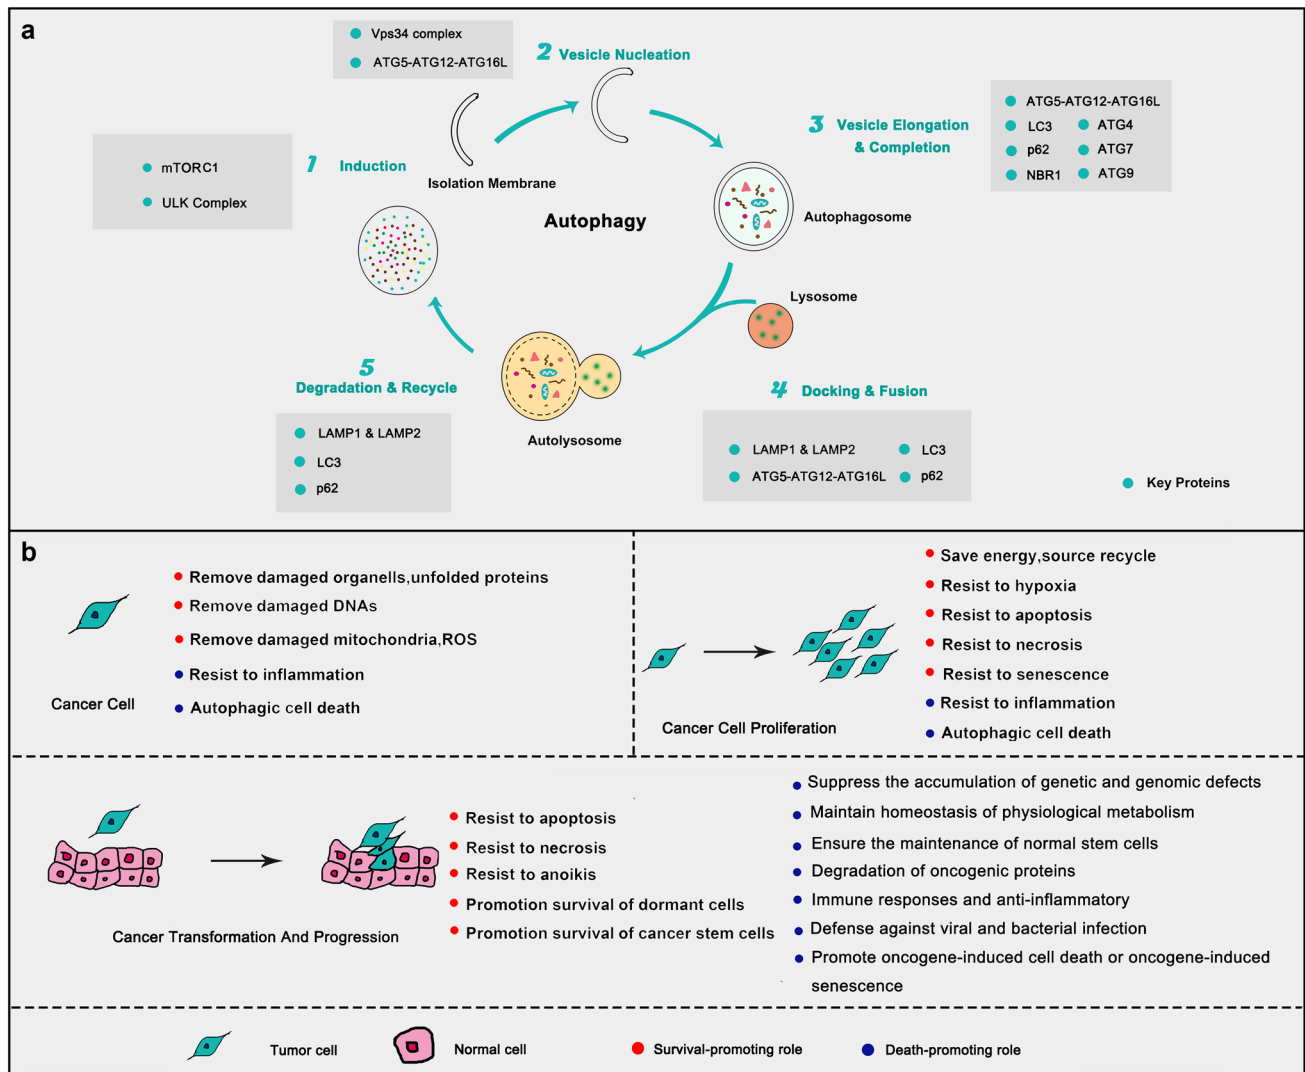 a
Vps34 complex
ATG5-ATG12-ATG16L
2 Vesicle Nucleation
mTORC1
ULK Complex
1 Induction
Isolation Membrane
3 Vesicle Elongation
& Completion
ATG5-ATG12-ATG16L
LC3
ATG4
p62
ATG7
NBR1
ATG9
Autophagy
Autophagosome
Lysosome
5
Degradation & Recycle
LAMP1 & LAMP2
LC3
p62
Autolysosome
4 Docking & Fusion
LAMP1 & LAMP2
LC3
ATG5-ATG12-ATG16L
p62
Key Proteins
b
Remove damaged organells,unfolded proteins
Remove damaged DNAs
Remove damaged mitochondria,ROS
Resist to inflammation
Autophagic cell death
Cancer Cell
Save energy,source recycle
Resist to hypoxia
Resist to apoptosis
Resist to necrosis
Resist to senescence
Resist to inflammation
Autophagic cell death
Cancer Cell Proliferation
Resist to apoptosis
Resist to necrosis
Resist to anoikis
Promotion survival of dormant cells
Promotion survival of cancer stem cells
Cancer Transformation And Progression
Suppress the accumulation of genetic and genomic defects
Maintain homeostasis of physiological metabolism
Ensure the maintenance of normal stem cells
Degradation of oncogenic proteins
Immune responses and anti-inflammatory
Defense against viral and bacterial infection
Promote oncogene-induced cell death or oncogene-induced
senescence
Tumor cell
Normal cell
Survival-promoting role
Death-promoting role